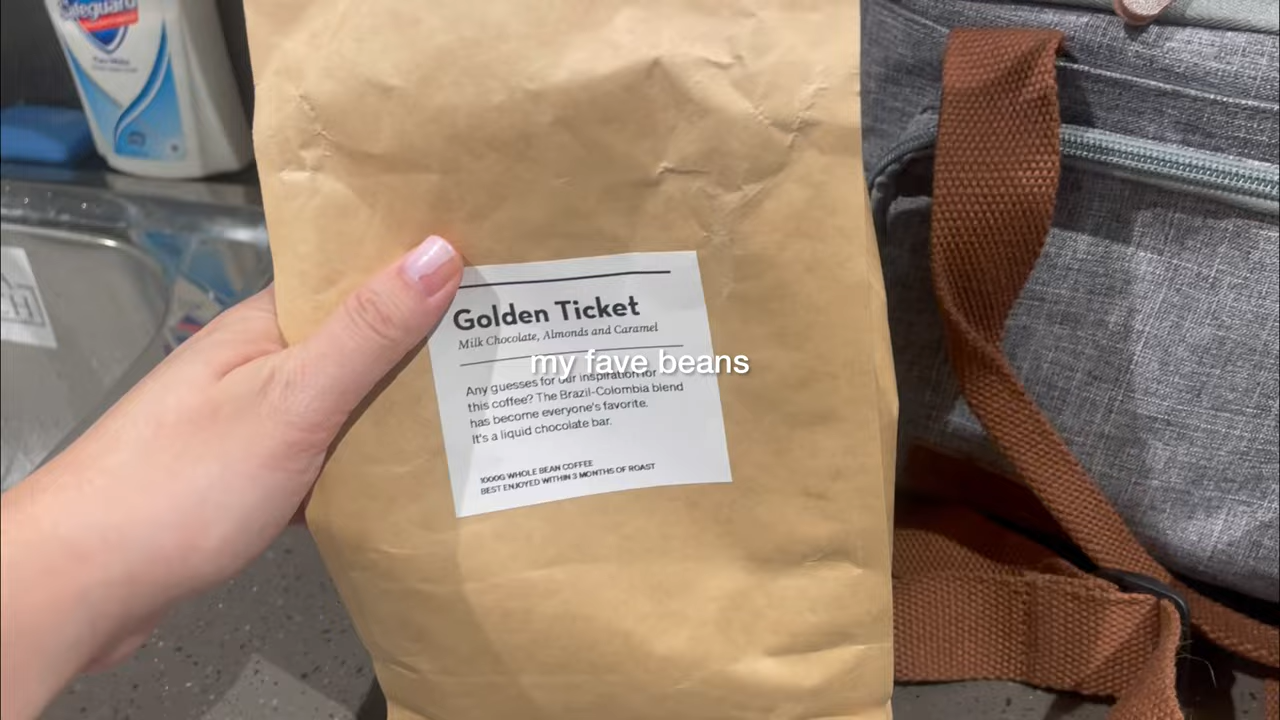 Safeguard
Golden Ticket
Milk Chocolate, Almonds and Caramel
my fave beans
Any guesses for our inspiration for
this coffee? The Brazil-Colombia blend
has become everyone's favorite.
It's a liquid chocolate bar.
1000G WHOLE BEAN COFFEE
BEST ENJOYED WITHIN 3 MONTHS OF ROAST